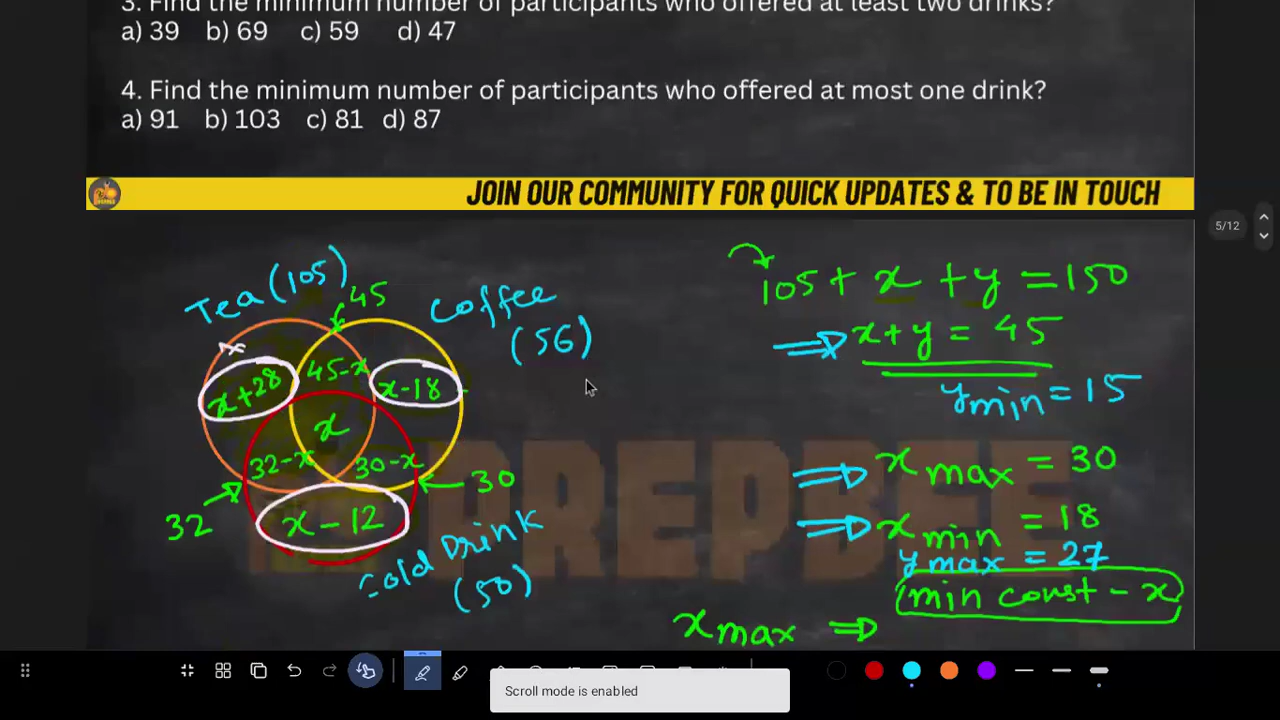 3. Find the minimum number of participants who offered at least two drinks?
a) 39 b) 69 c) 59 d) 47
4. Find the minimum number of participants who offered at most one drink?
a) 91 b) 103 c) 81 d) 87
JOIN OUR COMMUNITY FOR QUICK UPDATES & TO BE IN TOUCH
5/12
Tea (105)
45
Coffee
(56)
x
x+28
45-x
x-18
x
32-x
30-x
32
30
x-12
Cold Drink
(50)
105 + x + y = 150
⇒ x+y = 45
ymin = 15
⇒ x max = 30
⇒ x min = 18
ymax = 27
(min const - x)
x max ⇒
PREPBEE
Scroll mode is enabled